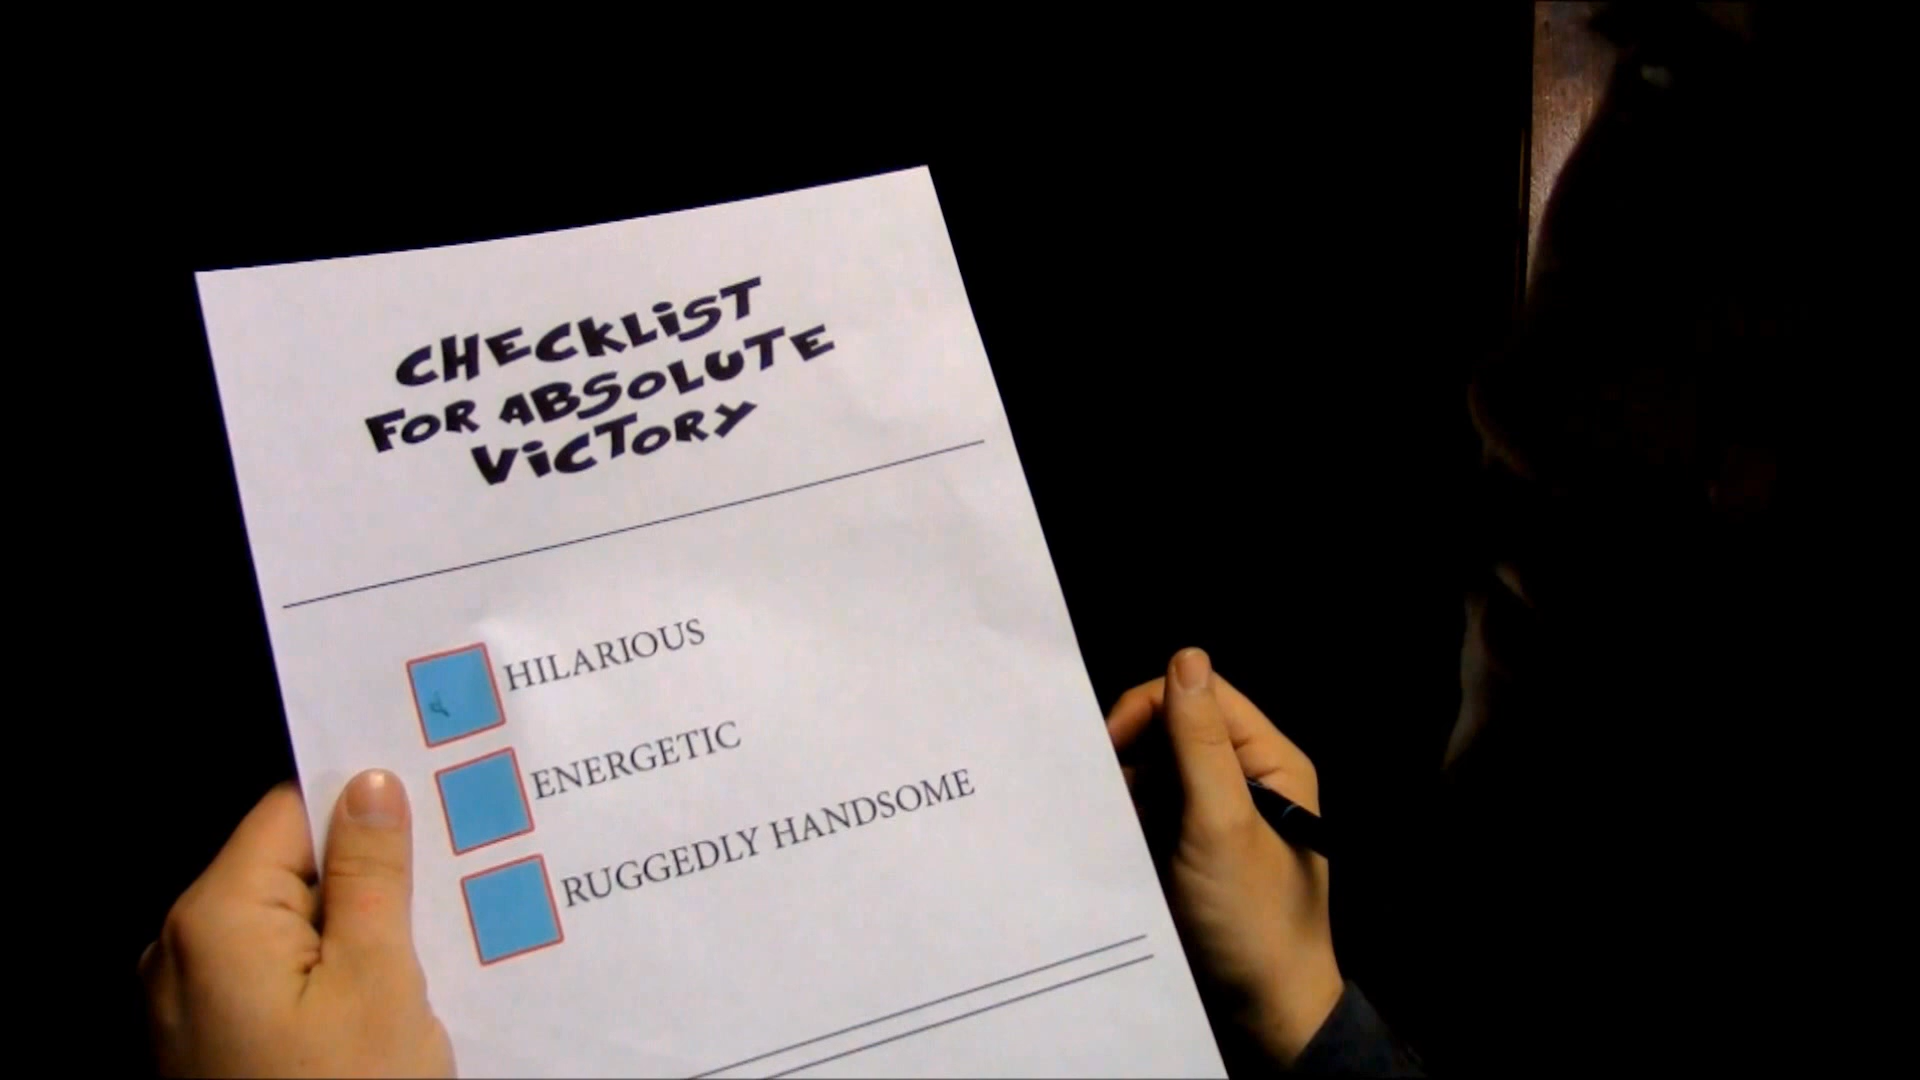 CHECKLiST
FOR ABSOLUTE
ViCTORY
HILARIOUS
ENERGETIC
RUGGEDLY HANDSOME